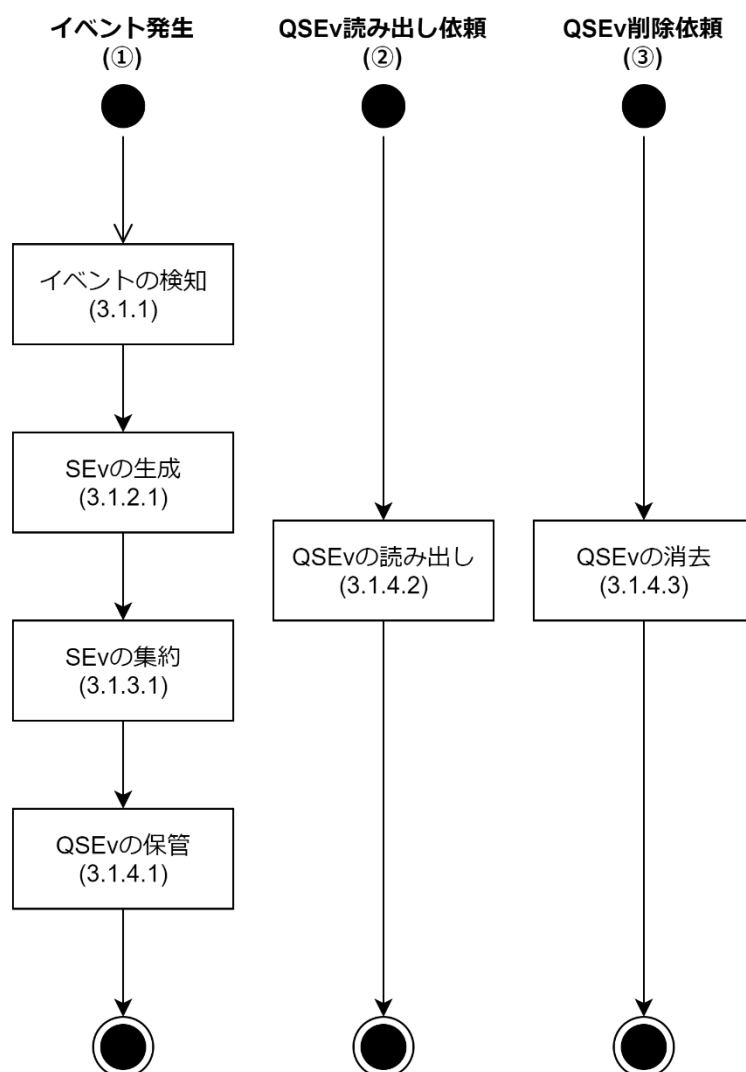 イベント発生
(①)
QSEv読み出し依頼
(②)
QSEv削除依頼
(③)
イベントの検知
(3.1.1)
SEvの生成
(3.1.2.1)
QSEvの読み出し
(3.1.4.2)
QSEvの消去
(3.1.4.3)
SEvの集約
(3.1.3.1)
QSEvの保管
(3.1.4.1)